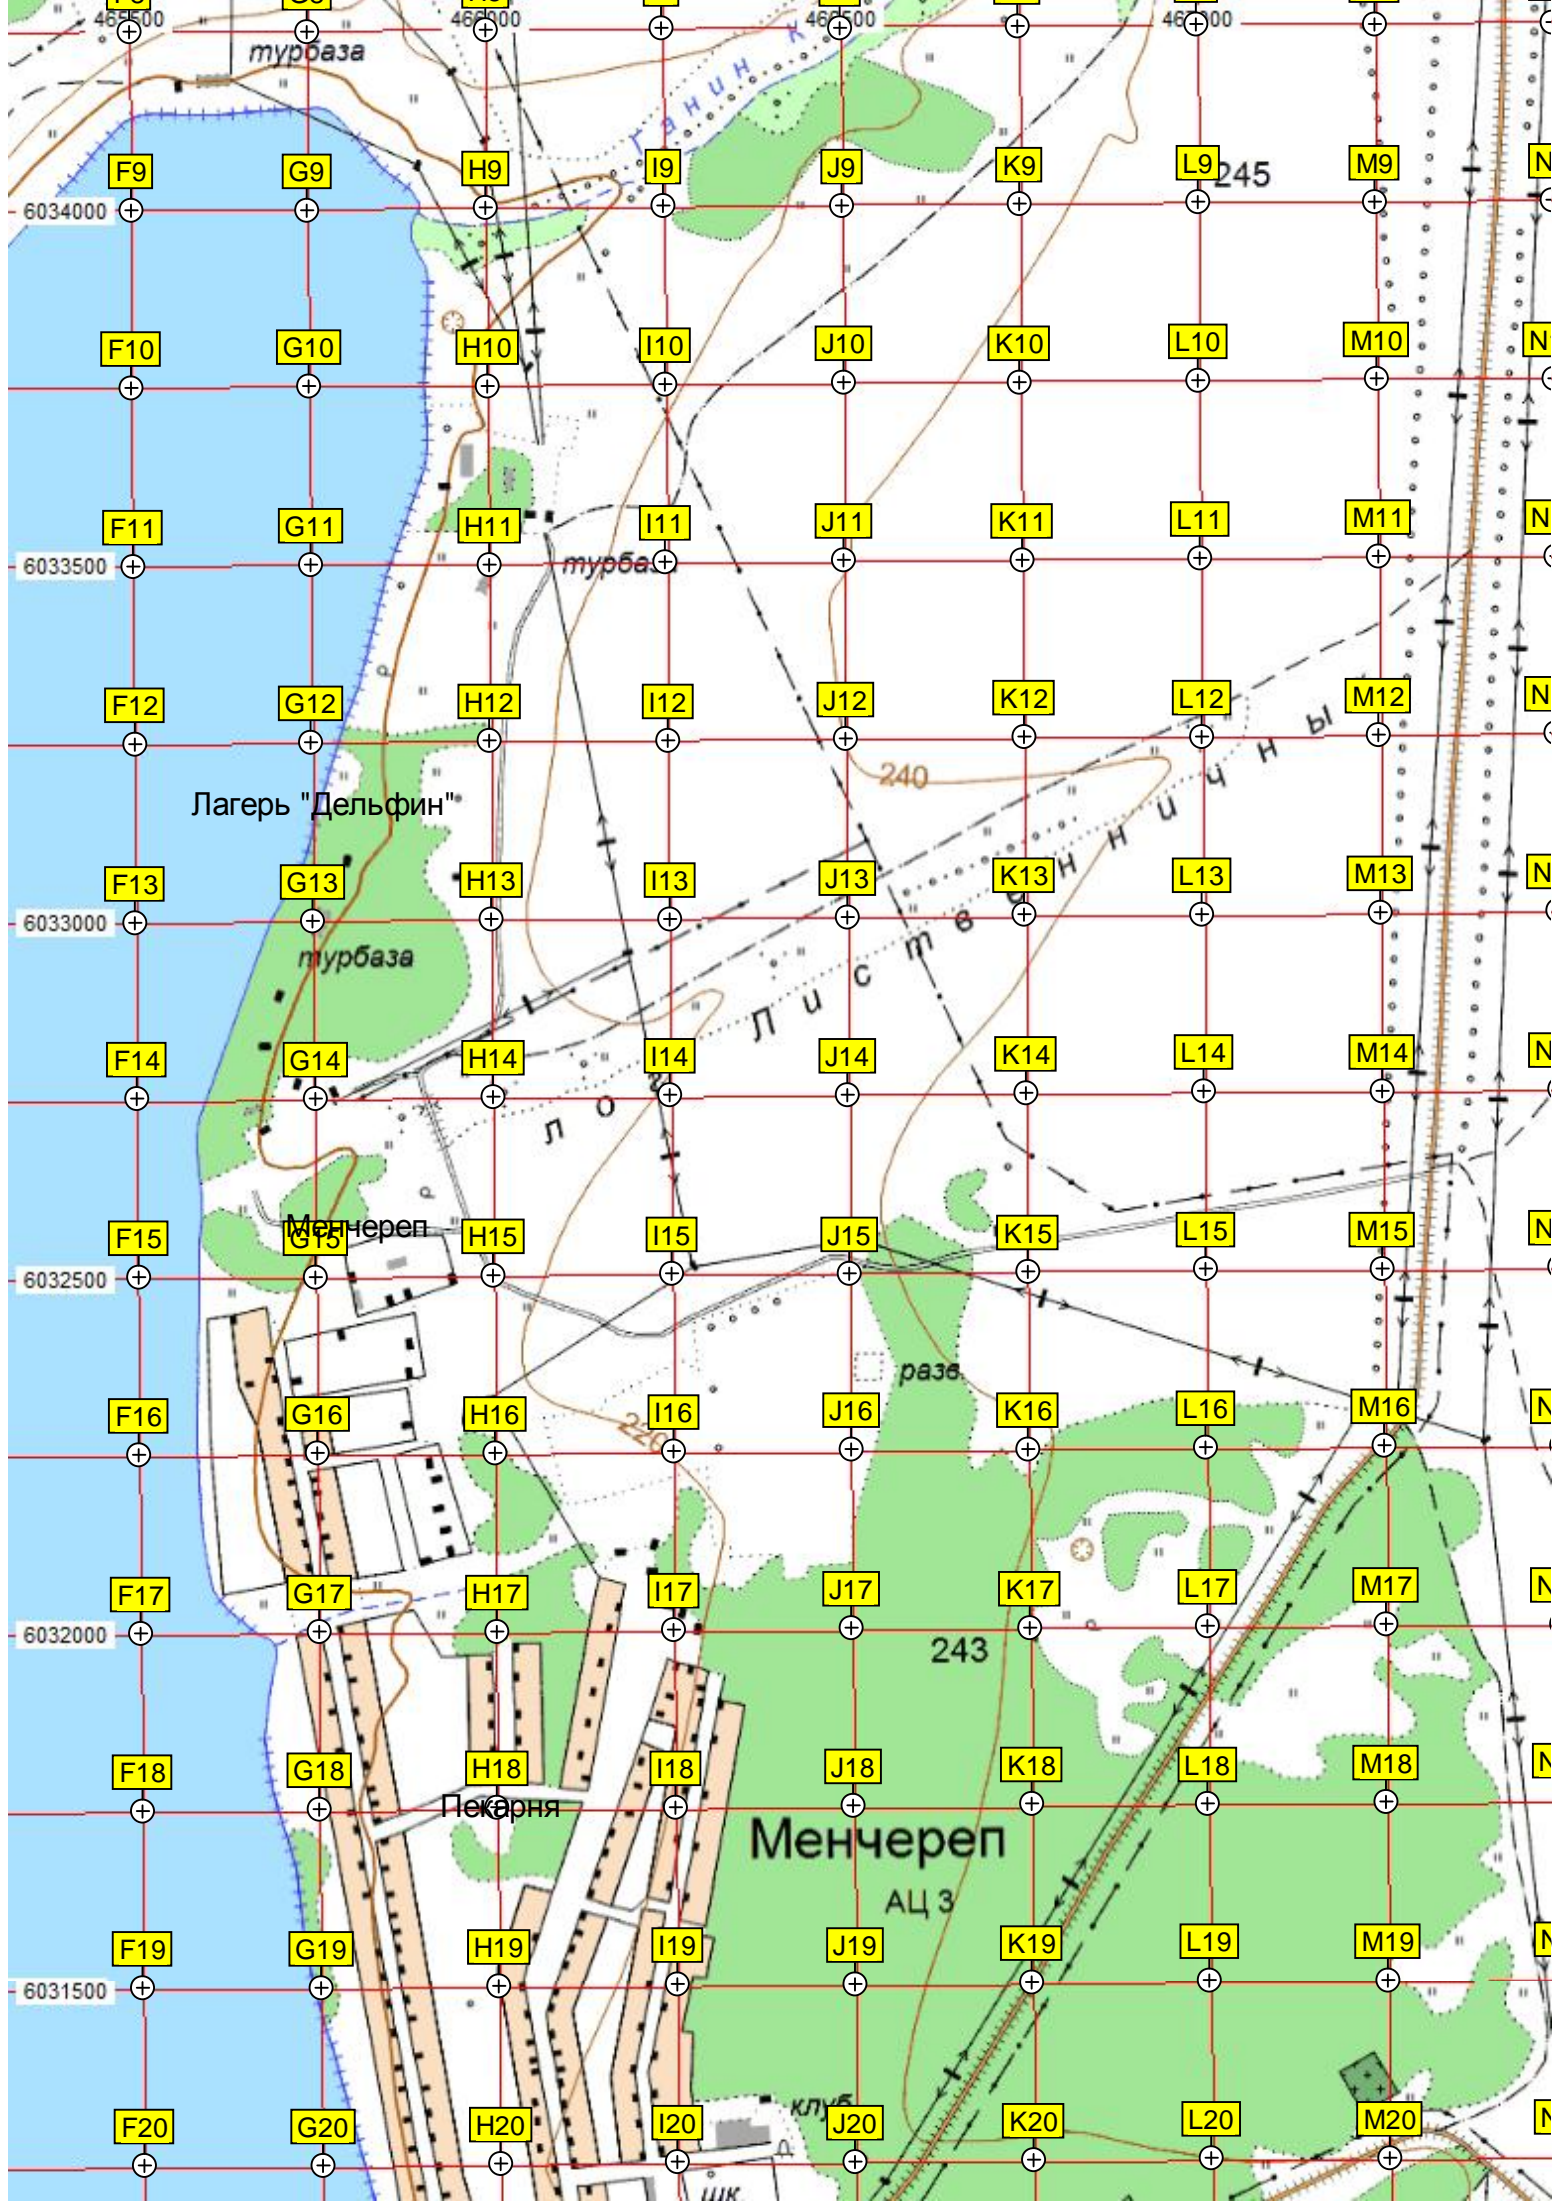 465500
466000
466500
турбаза
Ганин к
F9 G9 H9 I9 J9 K9 L9 M9 N
245
6034000
F10 G10 H10 I10 J10 K10 L10 M10 N
F11 G11 H11 I11 J11 K11 L11 M11 N
6033500
турбаза
F12 G12 H12 I12 J12 K12 L12 M12 N
240
Лагерь "Дельфин"
F13 G13 H13 I13 J13 K13 L13 M13 N
6033000
турбаза
Лиственничны
F14 G14 H14 I14 J14 K14 L14 M14 N
лог
Менчереп
F15 G15 H15 I15 J15 K15 L15 M15 N
6032500
разв.
F16 G16 H16 I16 J16 K16 L16 M16 N
220
F17 G17 H17 I17 J17 K17 L17 M17 N
6032000
243
F18 G18 H18 I18 J18 K18 L18 M18 N
Пекарня
Менчереп
АЦ 3
F19 G19 H19 I19 J19 K19 L19 M19 N
6031500
клуб
F20 G20 H20 I20 J20 K20 L20 M20 N
шк.